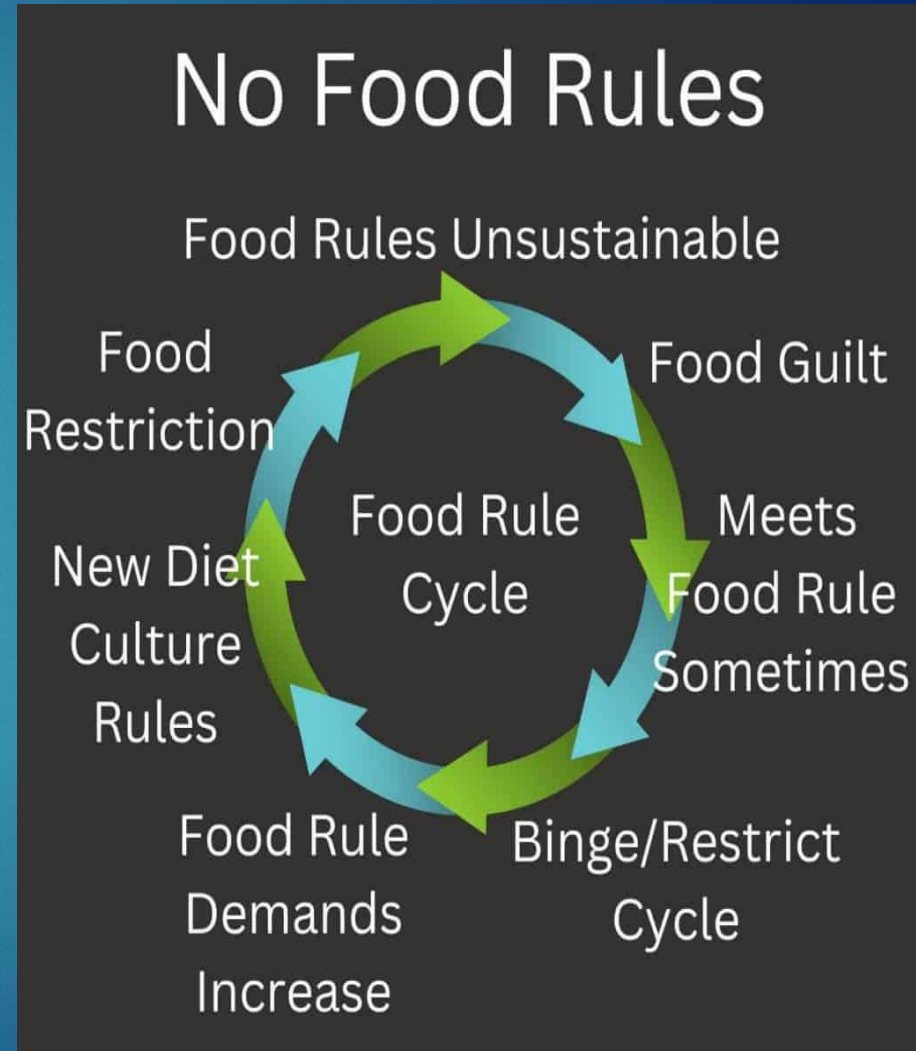 No Food Rules
Food Rules Unsustainable
Food Guilt
Meets
Food Rule
Sometimes
Binge/Restrict
Cycle
Food Rule
Demands
Increase
New Diet
Culture
Rules
Food
Restriction
Food Rule
Cycle